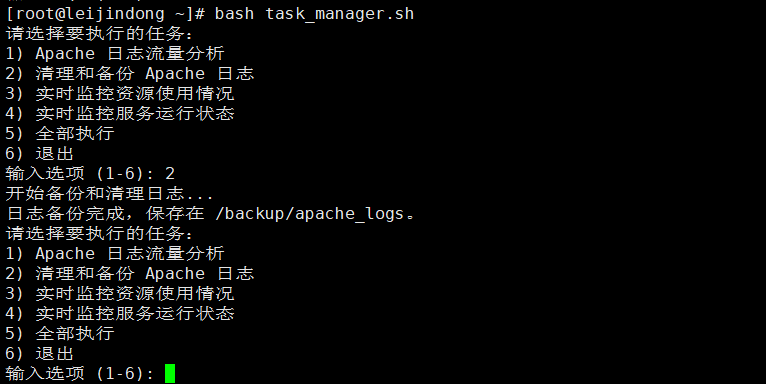 [root@leijindong ~]# bash task_manager.sh
请选择要执行的任务：
1) Apache 日志流量分析
2) 清理和备份 Apache 日志
3) 实时监控资源使用情况
4) 实时监控服务运行状态
5) 全部执行
6) 退出
输入选项 (1-6): 2
开始备份和清理日志...
日志备份完成，保存在 /backup/apache_logs。
请选择要执行的任务：
1) Apache 日志流量分析
2) 清理和备份 Apache 日志
3) 实时监控资源使用情况
4) 实时监控服务运行状态
5) 全部执行
6) 退出
输入选项 (1-6):